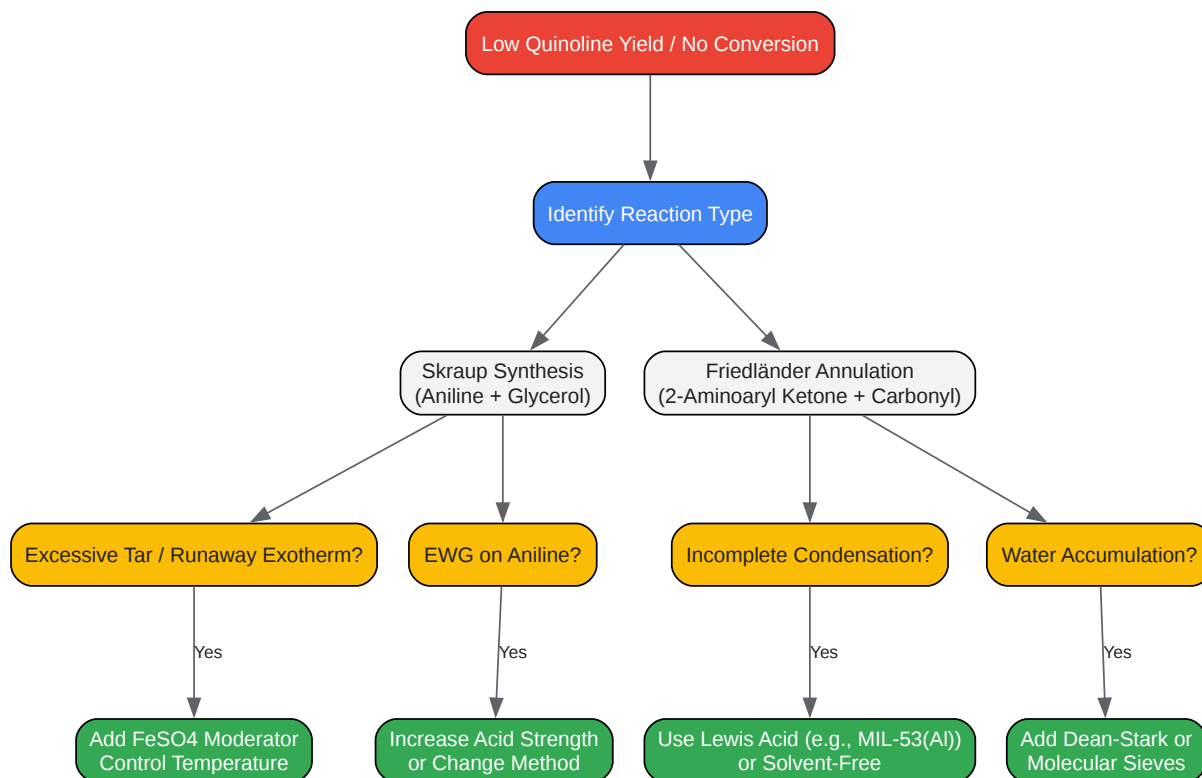 Low Quinoline Yield / No Conversion
Identify Reaction Type
Skraup Synthesis
(Aniline + Glycerol)
Friedländer Annulation
(2-Aminoaryl Ketone + Carbonyl)
Excessive Tar / Runaway Exotherm?
EWG on Aniline?
Incomplete Condensation?
Water Accumulation?
Yes
Yes
Yes
Yes
Add FeSO4 Moderator
Control Temperature
Increase Acid Strength
or Change Method
Use Lewis Acid (e.g., MIL-53(Al))
or Solvent-Free
Add Dean-Stark or
Molecular Sieves